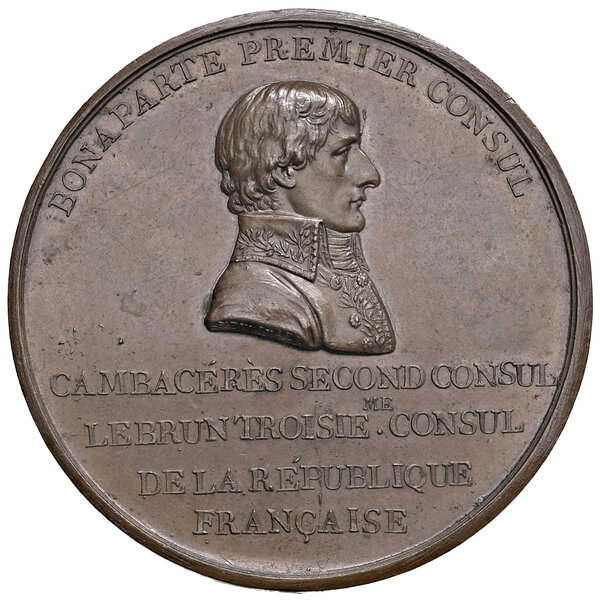 BONAPARTE PREMIER CONSUL
CAMBACÉRÈS SECOND CONSUL
LEBRUN TROISIE.ME CONSUL
DE LA RÉPUBLIQUE
FRANÇAISE